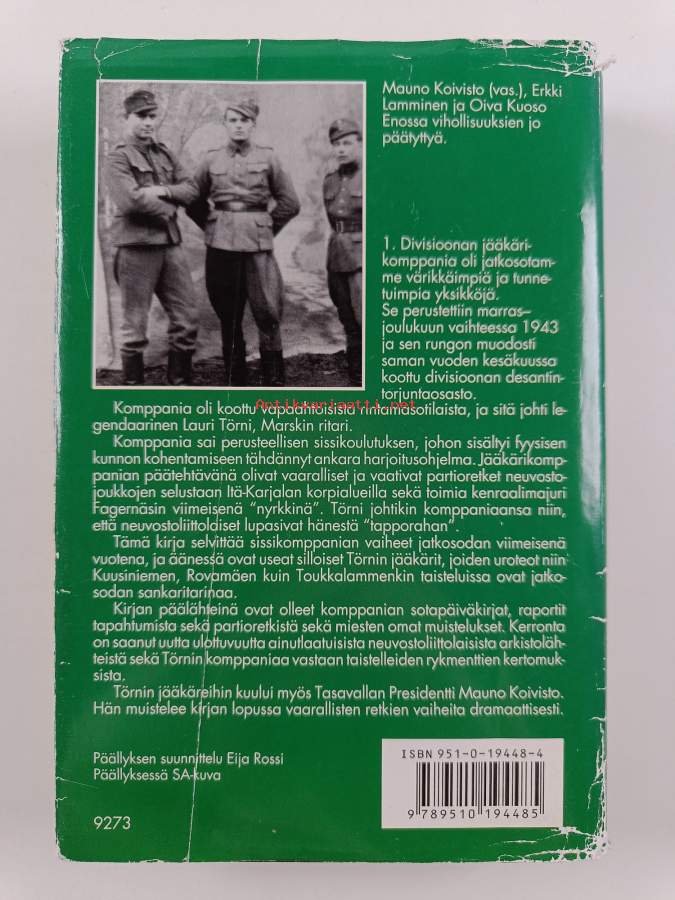 Mauno Koivisto (vas.), Erkki
Lamminen ja Oiva Kuoso
Enossa vihollisuuksien jo
päätyttyä.
1. Divisioonan jääkäri-
komppania oli jatkosotam-
me värikkäimpiä ja tunne-
tuimpia yksikköjä.
Se perustettiin marras–
joulukuun vaihteessa 1943
ja sen rungon muodosti
saman vuoden kesäkuussa
koottu divisioonan desantin-
torjuntaosasto.
Antikvariaatti.net
Komppania oli koottu vapaaehtoisista rintamasotilaista, ja sitä johti le-
gendaarinen Lauri Törni, Marskin ritari.
Komppania sai perusteellisen sissikoulutuksen, johon sisältyi fyysisen
kunnon kohentamiseen tähdännyt ankara harjoitusohjelma. Jääkärikomp-
panian päätehtävänä olivat vaaralliset ja vaativat partioretket neuvosto-
joukkojen selustaan Itä-Karjalan korpialueilla sekä toimia kenraalimajuri
Fagernäsin viimeisenä "nyrkkinä". Törni johtikin komppaniaansa niin,
että neuvostoliittolaiset lupasivat hänestä "tapporahan".
Tämä kirja selvittää sissikomppanian vaiheet jatkosodan viimeisenä
vuotena, ja äänessä ovat useat silloiset Törnin jääkärit, joiden uroteot niin
Kuusiniemen, Rovamäen kuin Toukkalammenkin taisteluissa ovat jatko-
sodan sankaritarinaa.
Kirjan päälähteinä ovat olleet komppanian sotapäiväkirjat, raportit
tapahtumista sekä partioretkistä sekä miesten omat muistelukset. Kerronta
on saanut uutta ulottuvuutta ainutlaatuisista neuvostoliittolaisista arkistoläh-
teistä sekä Törnin komppaniaa vastaan taistelleiden rykmenttien kertomuk-
sista.
Törnin jääkäreihin kuului myös Tasavallan Presidentti Mauno Koivisto.
Hän muistelee kirjan lopussa vaarallisten retkien vaiheita dramaattisesti.
Päällyksen suunnittelu Eija Rossi
Päällyksessä SA-kuva
9273
ISBN 951-0-19448-4
9 789510 194485